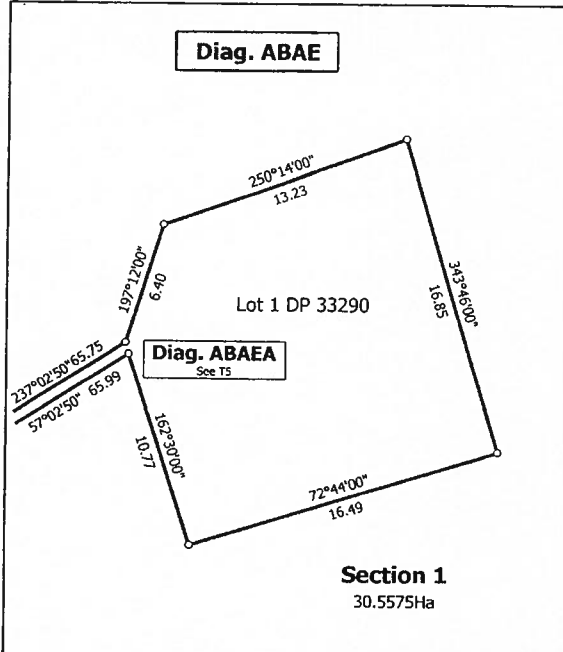 Diag. ABAE
250°14'00"
13.23
197°12'00"
6.40
343°46'00"
16.85
Lot 1 DP 33290
237°02'50" 65.75
57°02'50" 65.99
Diag. ABAEA
See T5
162°30'00"
10.77
72°44'00"
16.49
Section 1
30.5575Ha